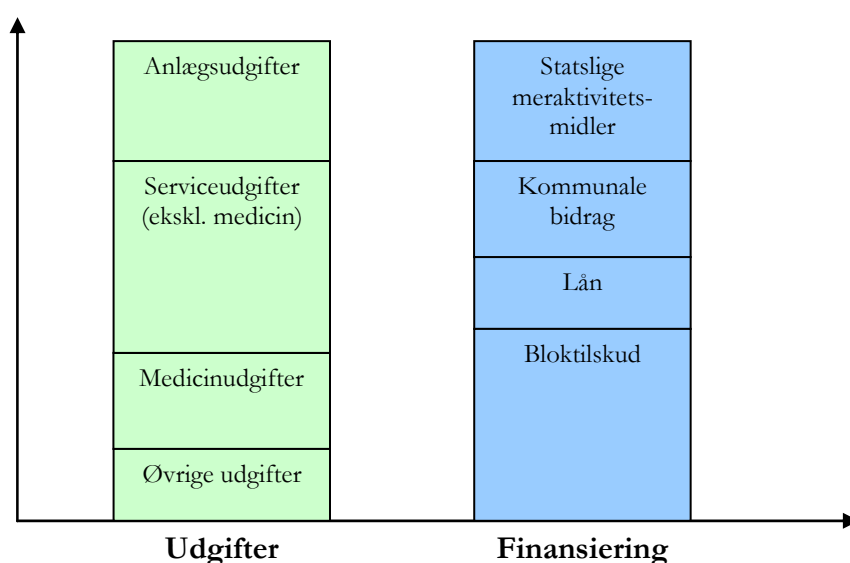 Anlægsudgifter
Serviceudgifter
(ekskl. medicin)
Medicinudgifter
Øvrige udgifter
Udgifter
Statslige
meraktivitets-
midler
Kommunale
bidrag
Lån
Bloktilskud
Finansiering